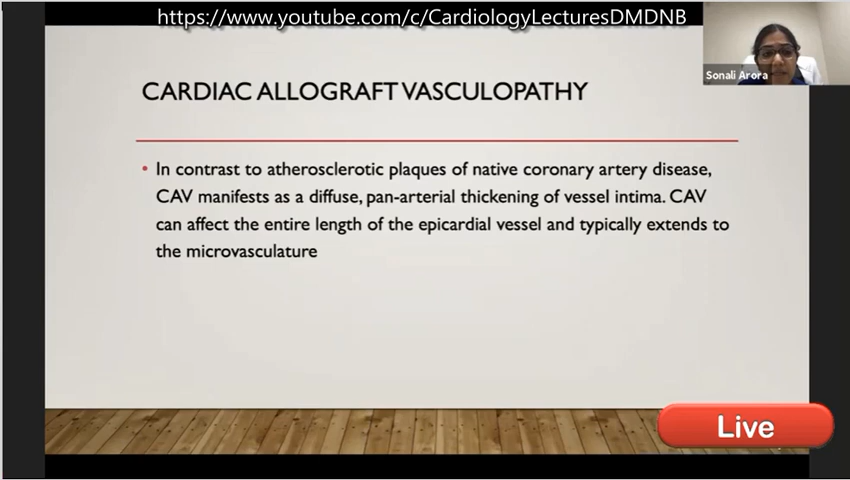 https://www.youtube.com/c/CardiologyLecturesDMDNB
Sonali Arora
CARDIAC ALLOGRAFT VASCULOPATHY
• In contrast to atherosclerotic plaques of native coronary artery disease,
CAV manifests as a diffuse, pan-arterial thickening of vessel intima. CAV
can affect the entire length of the epicardial vessel and typically extends to
the microvasculature
Live